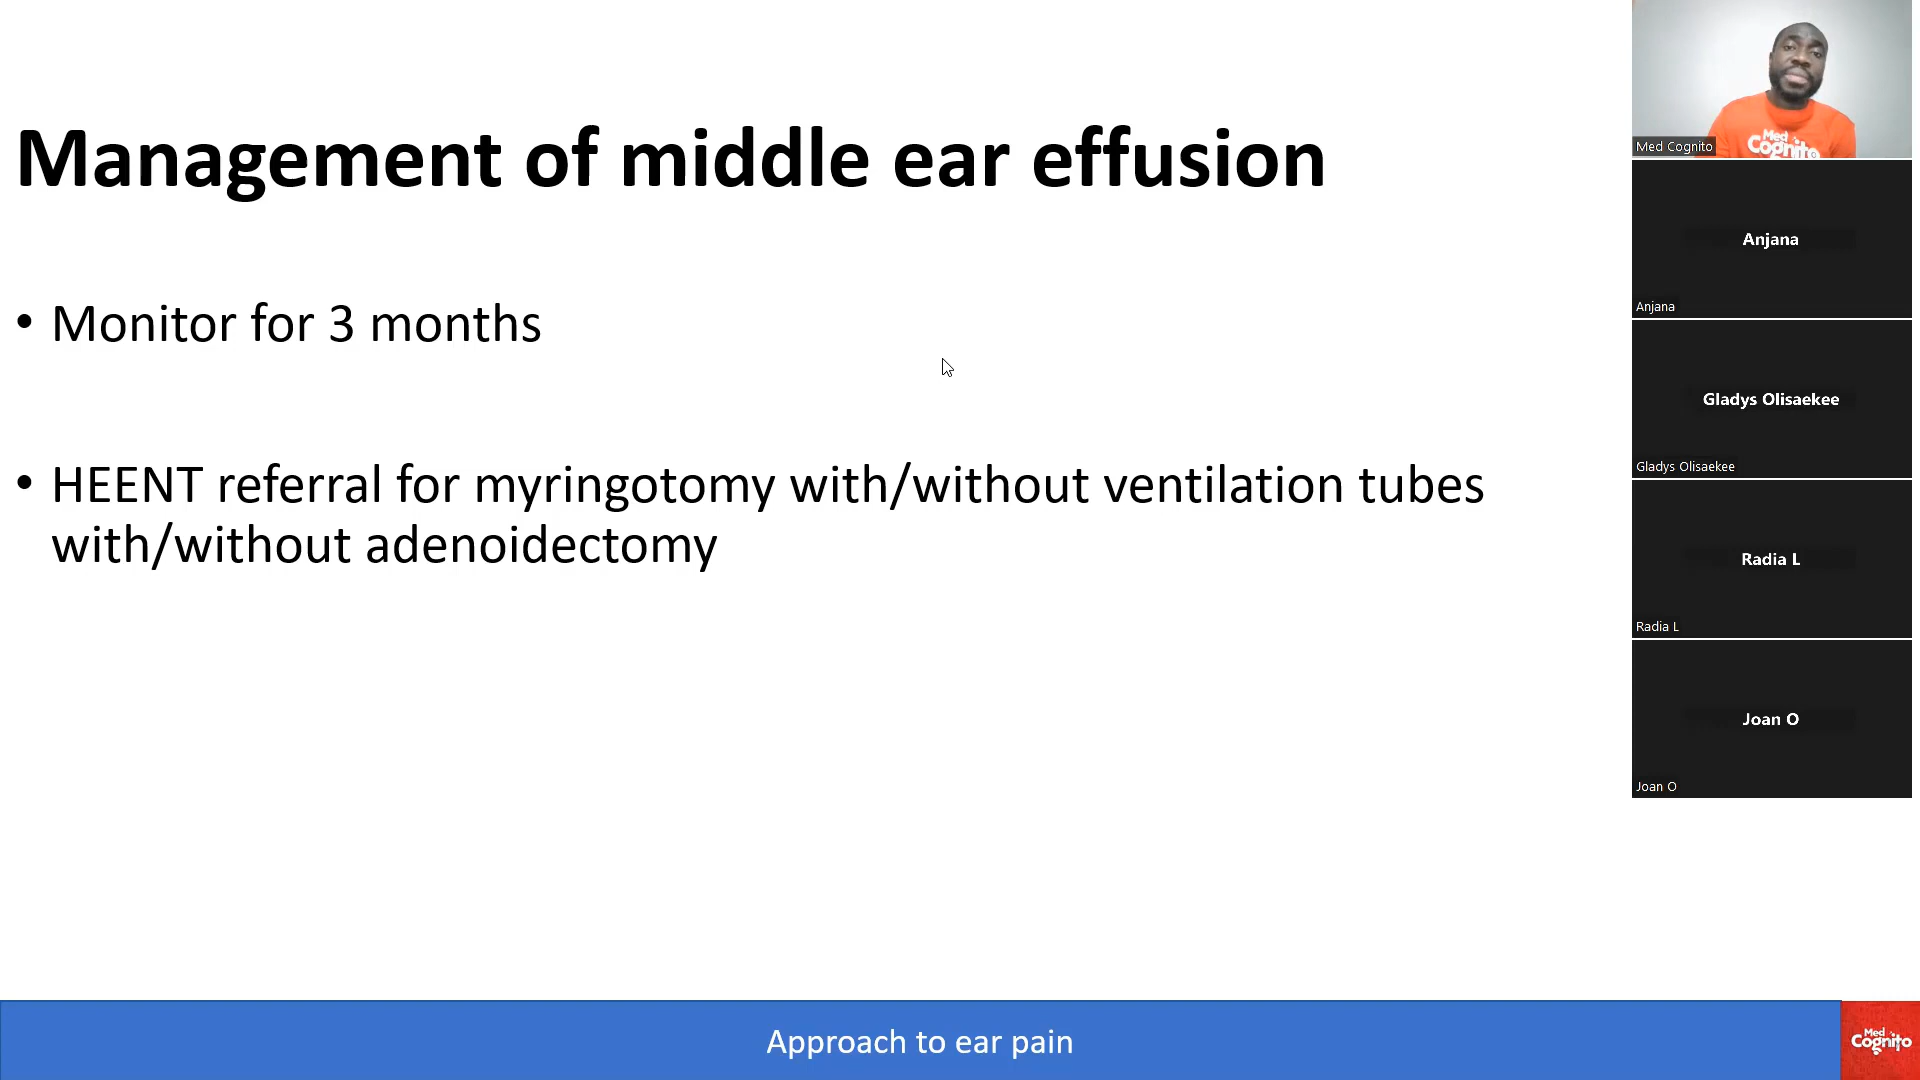 Management of middle ear effusion
• Monitor for 3 months
• HEENT referral for myringotomy with/without ventilation tubes
with/without adenoidectomy
Approach to ear pain
Med
Cognito
Med
Cognito
Med Cognito
Anjana
Anjana
Gladys Olisaekee
Gladys Olisaekee
Radia L
Radia L
Joan O
Joan O